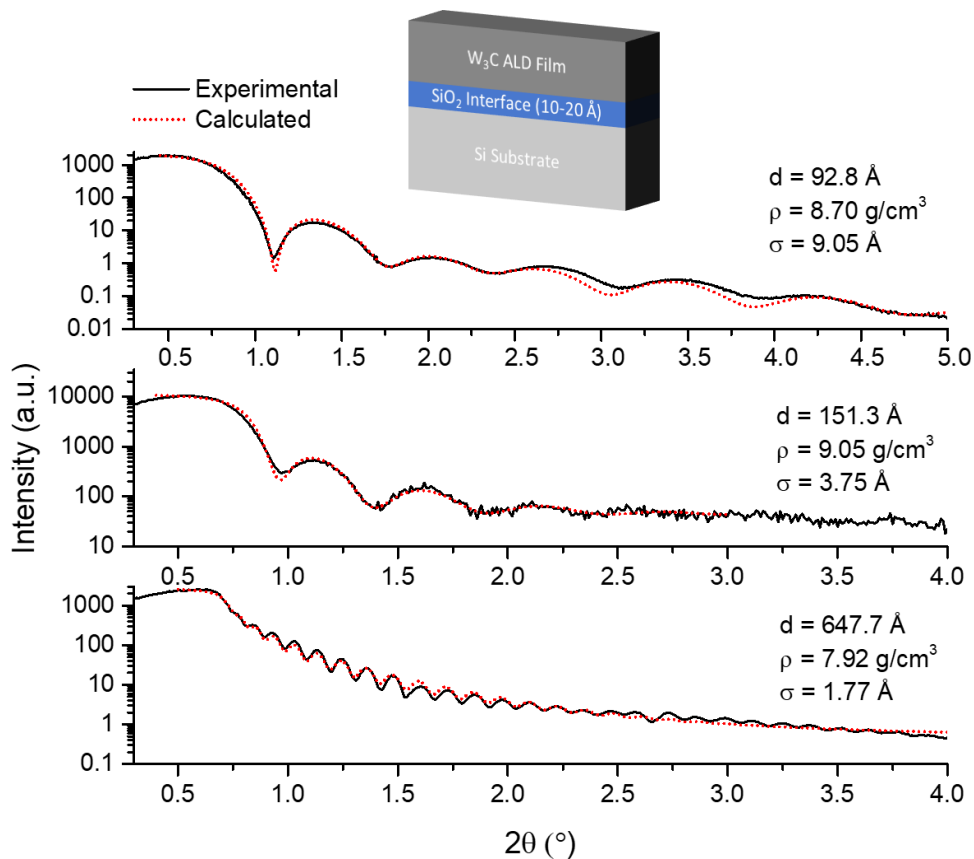 W₃C ALD Film
SiO₂ Interface (10-20 Å)
Si Substrate
Experimental
Calculated
Intensity (a.u.)
1000
100
10
1
0.1
0.01
d = 92.8 Å
ρ = 8.70 g/cm³
σ = 9.05 Å
0.5 1.0 1.5 2.0 2.5 3.0 3.5 4.0 4.5 5.0
10000
1000
100
10
d = 151.3 Å
ρ = 9.05 g/cm³
σ = 3.75 Å
0.5 1.0 1.5 2.0 2.5 3.0 3.5 4.0
1000
100
10
1
0.1
d = 647.7 Å
ρ = 7.92 g/cm³
σ = 1.77 Å
0.5 1.0 1.5 2.0 2.5 3.0 3.5 4.0
2θ (°)